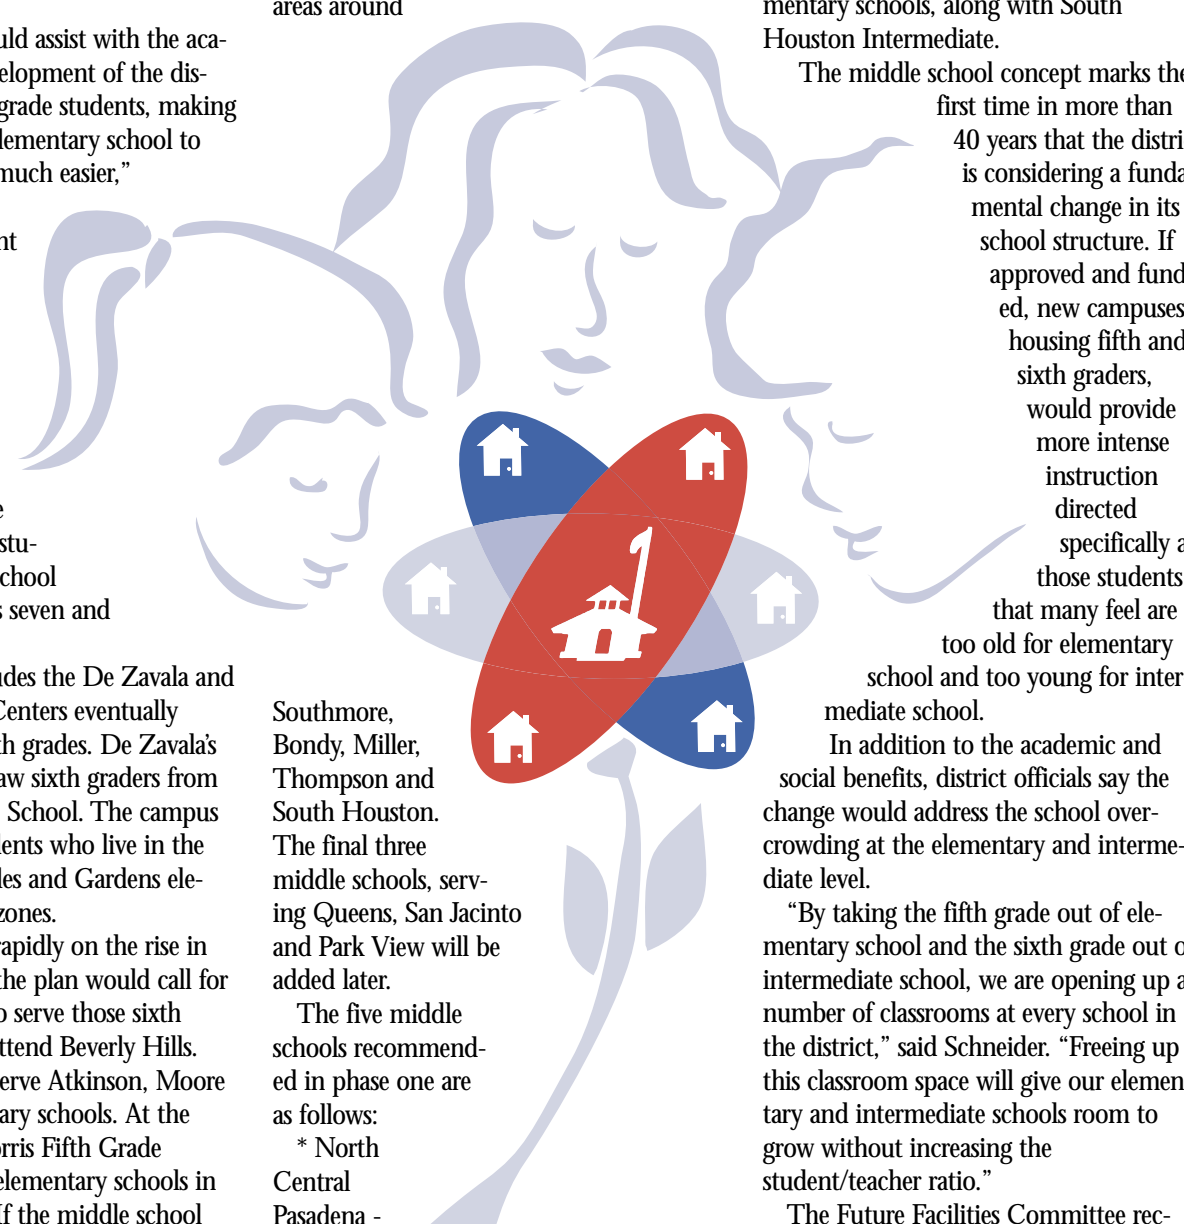 uld assist with the aca-
elopment of the dis-
grade students, making
lementary school to
much easier,”
nt
e
stu-
chool
s seven and
udes the De Zavala and
Centers eventually
th grades. De Zavala’s
aw sixth graders from
School. The campus
lents who live in the
les and Gardens ele-
zones.
rapidly on the rise in
the plan would call for
o serve those sixth
ttend Beverly Hills.
erve Atkinson, Moore
ary schools. At the
orris Fifth Grade
elementary schools in
If the middle school
areas around
Southmore,
Bondy, Miller,
Thompson and
South Houston.
The final three
middle schools, serv-
ing Queens, San Jacinto
and Park View will be
added later.
The five middle
schools recommend-
ed in phase one are
as follows:
* North
Central
Pasadena -
mentary schools, along with South
Houston Intermediate.
The middle school concept marks the
first time in more than
40 years that the distri
is considering a funda
mental change in its
school structure. If
approved and fund
ed, new campuses
housing fifth and
sixth graders,
would provide
more intense
instruction
directed
specifically a
those students
that many feel are
too old for elementary
school and too young for inter
mediate school.
In addition to the academic and
social benefits, district officials say the
change would address the school over-
crowding at the elementary and interme-
diate level.
“By taking the fifth grade out of ele-
mentary school and the sixth grade out o
intermediate school, we are opening up a
number of classrooms at every school in
the district,” said Schneider. “Freeing up
this classroom space will give our elemen
tary and intermediate schools room to
grow without increasing the
student/teacher ratio.”
The Future Facilities Committee rec-